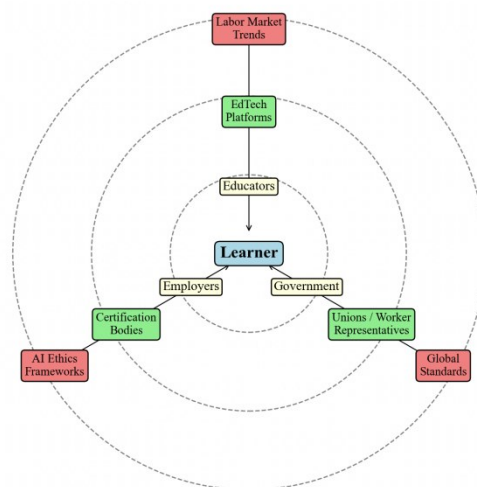 Labor Market
Trends
EdTech
Platforms
Educators
Learner
Employers
Government
Certification
Bodies
Unions / Worker
Representatives
AI Ethics
Frameworks
Global
Standards